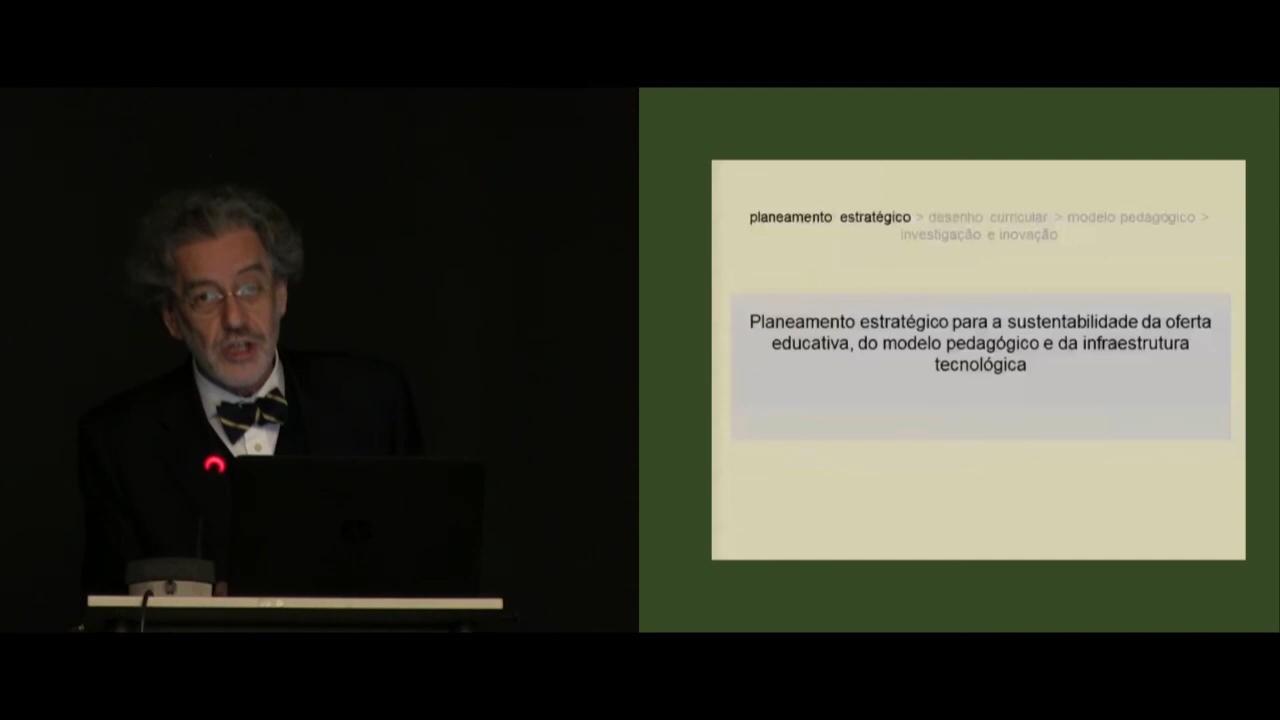 planeamento estratégico > desenho curricular > modelo pedagógico >
investigação e inovação
Planeamento estratégico para a sustentabilidade da oferta
educativa, do modelo pedagógico e da infraestrutura
tecnológica